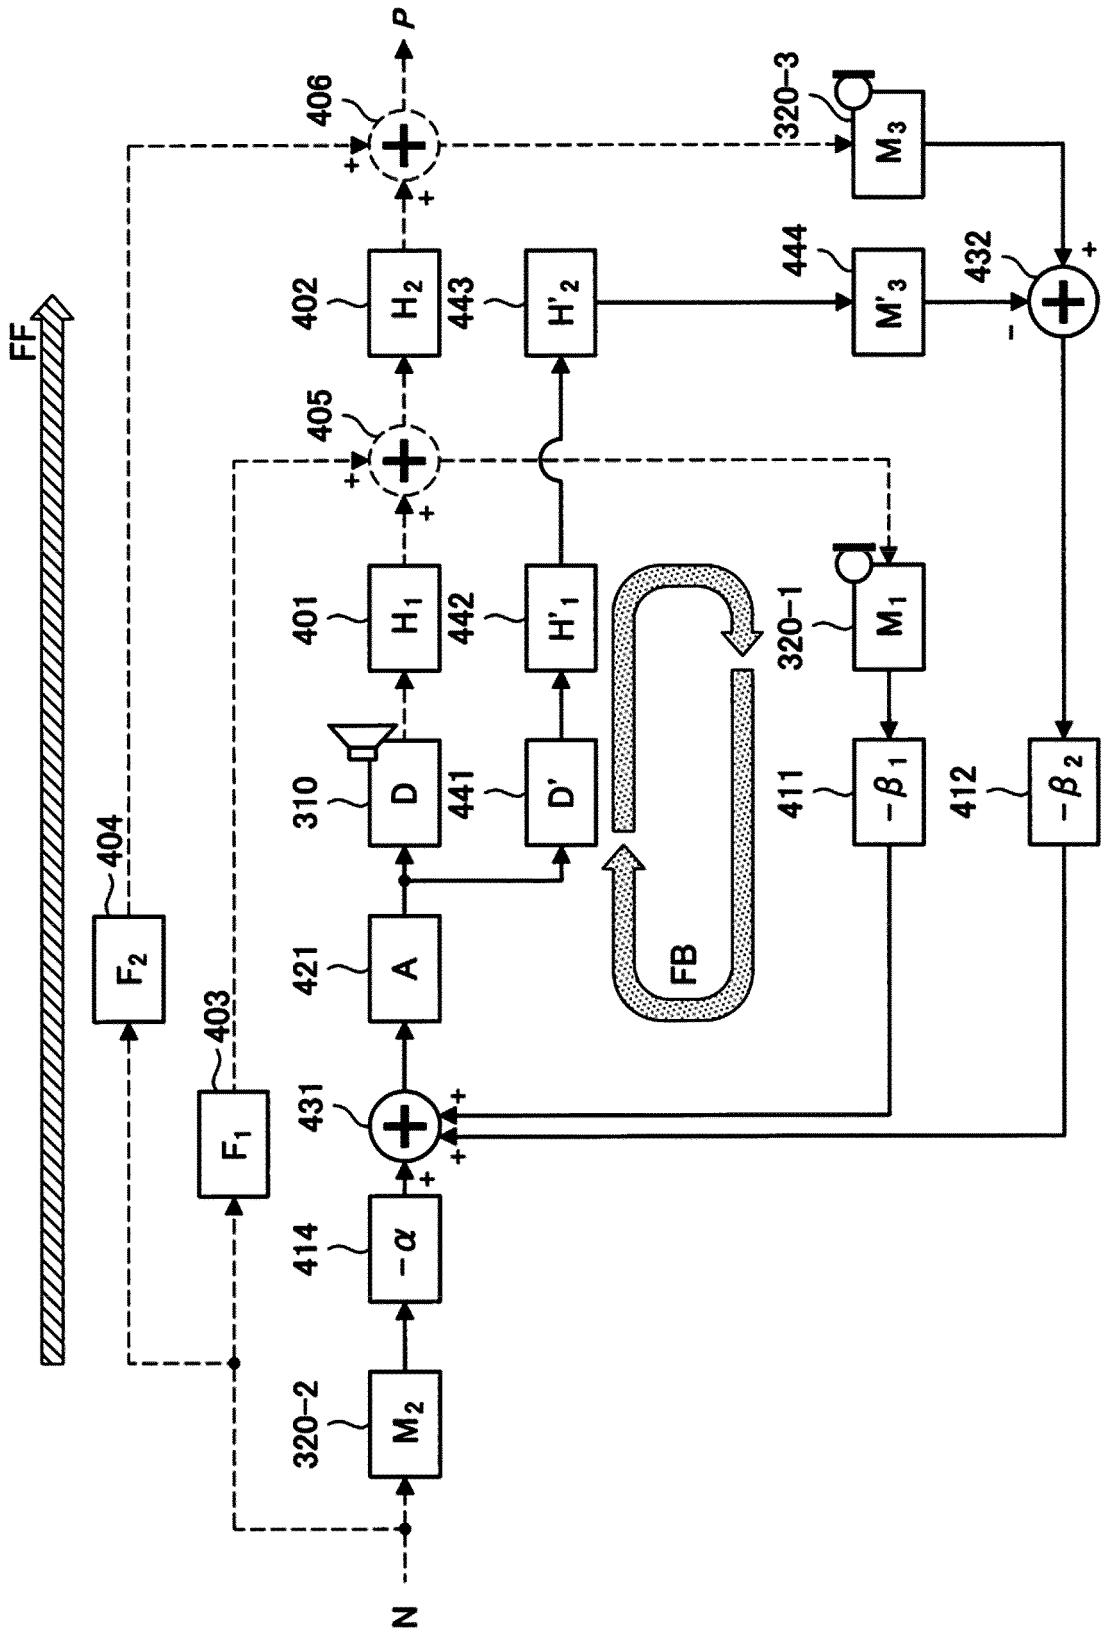 FF
404
F₂
403
F₁
N
320-2
M₂
414
-α
+
431
+
+
421
A
310
D
401
H₁
+
+
405
402
H₂
+
+
406
P
441
D'
442
H'₁
443
H'₂
FB
411
-β₁
320-1
M₁
444
M'₃
320-3
M₃
412
-β₂
-
432
+